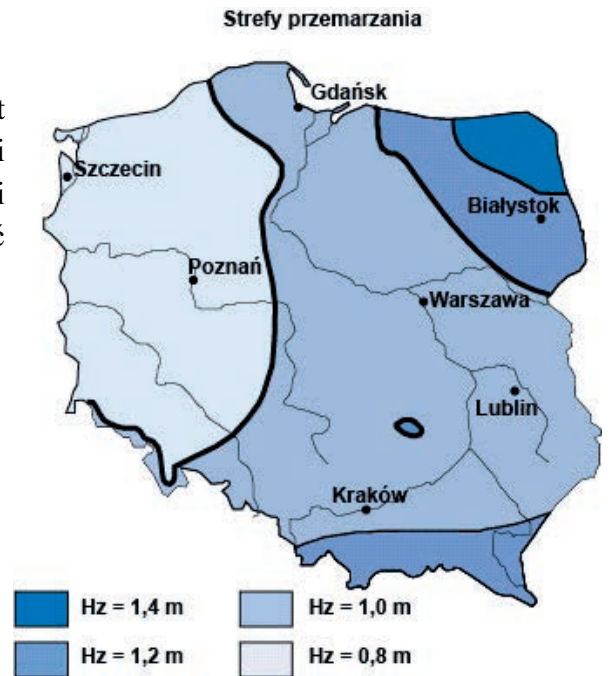 Strefy przemarzania
Gdańsk
Szczecin
Białystok
Poznań
Warszawa
Lublin
Kraków
Hz = 1,4 m
Hz = 1,0 m
Hz = 1,2 m
Hz = 0,8 m